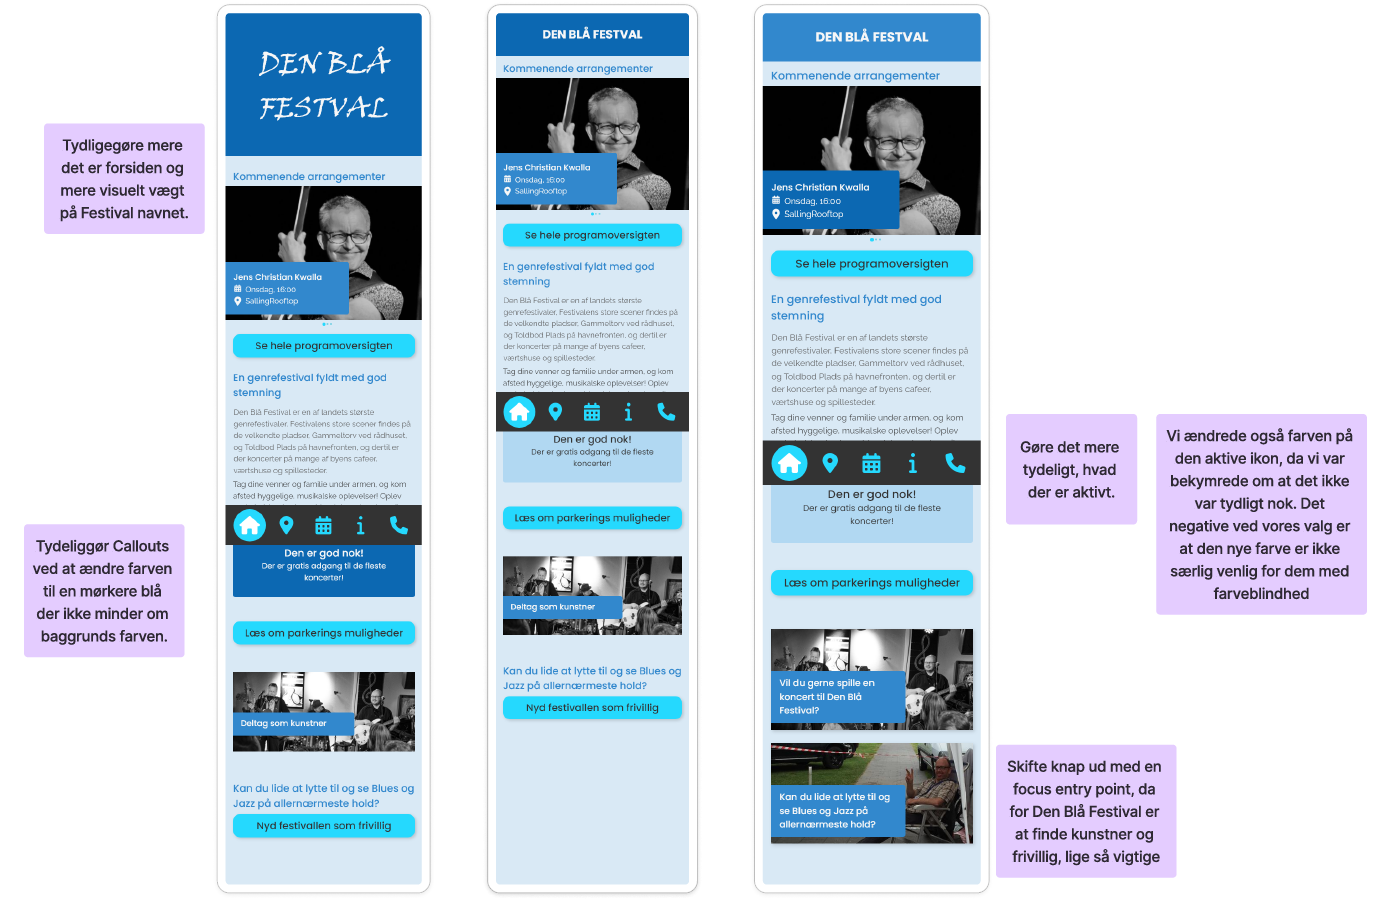 Tydligegøre mere
det er forsiden og
mere visuelt vægt
på Festival navnet.
Tydeliggør Callouts
ved at ændre farven
til en mørkere blå
der ikke minder om
baggrunds farven.
DEN BLÅ
FESTVAL
Kommenende arrangementer
Jens Christian Kwalla
Onsdag, 16:00
SallingRooftop
Se hele programoversigten
En genrefestival fyldt med god
stemning
Den Blå Festival er en af landets største
genrefestivaler. Festivalens store scener findes på
de velkendte pladser, Gammeltorv ved rådhuset,
og Toldbod Plads på havnefronten, og dertil er
der koncerter på mange af byens cafeer,
værtshuse og spillesteder.
Tag dine venner og familie under armen, og kom
afsted hyggelige, musikalske oplevelser! Oplev
Den er god nok!
Der er gratis adgang til de fleste
koncerter!
Læs om parkerings muligheder
Deltag som kunstner
Kan du lide at lytte til og se Blues og
Jazz på allernærmeste hold?
Nyd festivallen som frivillig
DEN BLÅ FESTVAL
Kommenende arrangementer
Jens Christian Kwalla
Onsdag, 16:00
SallingRooftop
Se hele programoversigten
En genrefestival fyldt med god
stemning
Den Blå Festival er en af landets største
genrefestivaler. Festivalens store scener findes på
de velkendte pladser, Gammeltorv ved rådhuset,
og Toldbod Plads på havnefronten, og dertil er
der koncerter på mange af byens cafeer,
værtshuse og spillesteder.
Tag dine venner og familie under armen, og kom
afsted hyggelige, musikalske oplevelser! Oplev
Den er god nok!
Der er gratis adgang til de fleste
koncerter!
Læs om parkerings muligheder
Deltag som kunstner
Kan du lide at lytte til og se Blues og
Jazz på allernærmeste hold?
Nyd festivallen som frivillig
DEN BLÅ FESTVAL
Kommenende arrangementer
Jens Christian Kwalla
Onsdag, 16:00
SallingRooftop
Se hele programoversigten
En genrefestival fyldt med god
stemning
Den Blå Festival er en af landets største
genrefestivaler. Festivalens store scener findes på
de velkendte pladser, Gammeltorv ved rådhuset,
og Toldbod Plads på havnefronten, og dertil er
der koncerter på mange af byens cafeer,
værtshuse og spillesteder.
Tag dine venner og familie under armen, og kom
afsted hyggelige, musikalske oplevelser! Oplev
Den er god nok!
Der er gratis adgang til de fleste
koncerter!
Læs om parkerings muligheder
Vil du gerne spille en
koncert til Den Blå
Festival?
Kan du lide at lytte til og
se Blues og Jazz på
allernærmeste hold?
Gøre det mere
tydeligt, hvad
der er aktivt.
Vi ændrede også farven på
den aktive ikon, da vi var
bekymrede om at det ikke
var tydligt nok. Det
negative ved vores valg er
at den nye farve er ikke
særlig venlig for dem med
farveblindhed
Skifte knap ud med en
focus entry point, da
for Den Blå Festival er
at finde kunstner og
frivillig, lige så vigtige